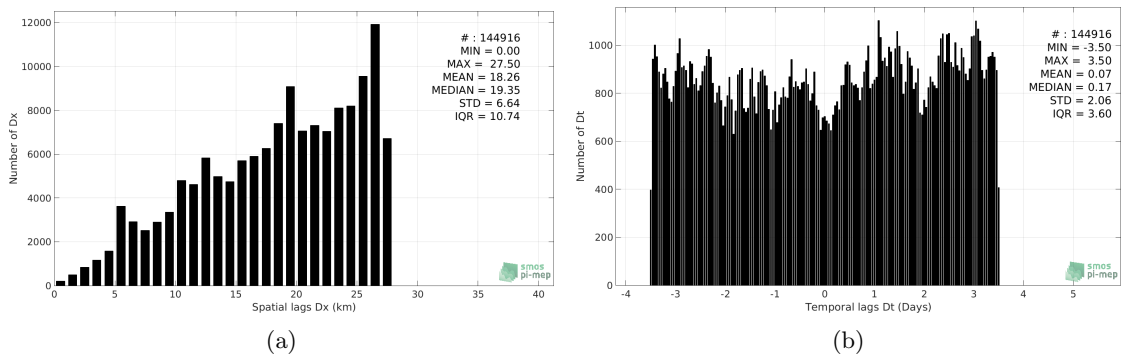 12000
10000
8000
6000
4000
2000
0
Number of Dx
# : 144916
MIN = 0.00
MAX = 27.50
MEAN = 18.26
MEDIAN = 19.35
STD = 6.64
IQR = 10.74
smos
pi-mep
0 5 10 15 20 25 30 35 40
Spatial lags Dx (km)
(a)
1000
800
600
400
200
0
Number of Dt
# : 144916
MIN = -3.50
MAX = 3.50
MEAN = 0.07
MEDIAN = 0.17
STD = 2.06
IQR = 3.60
smos
pi-mep
-4 -3 -2 -1 0 1 2 3 4 5
Temporal lags Dt (Days)
(b)